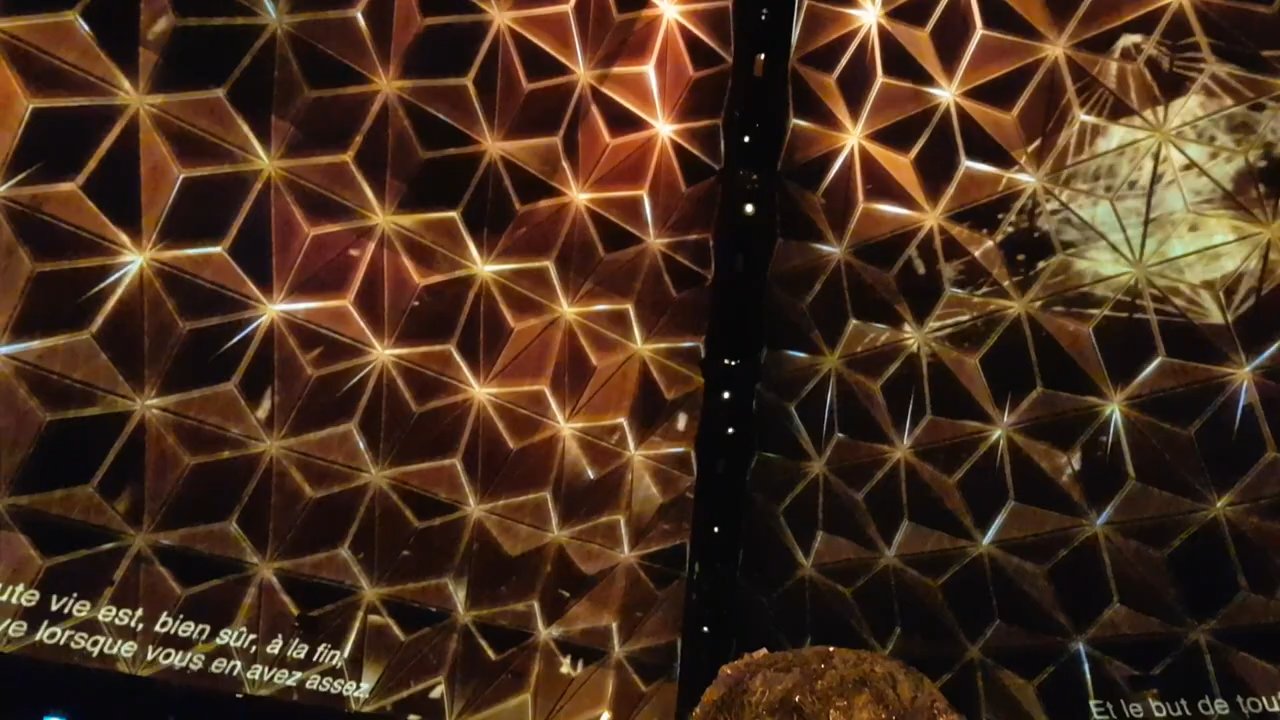 ute vie est, bien sûr, à la fin,
ve lorsque vous en avez assez.
Et le but de tou